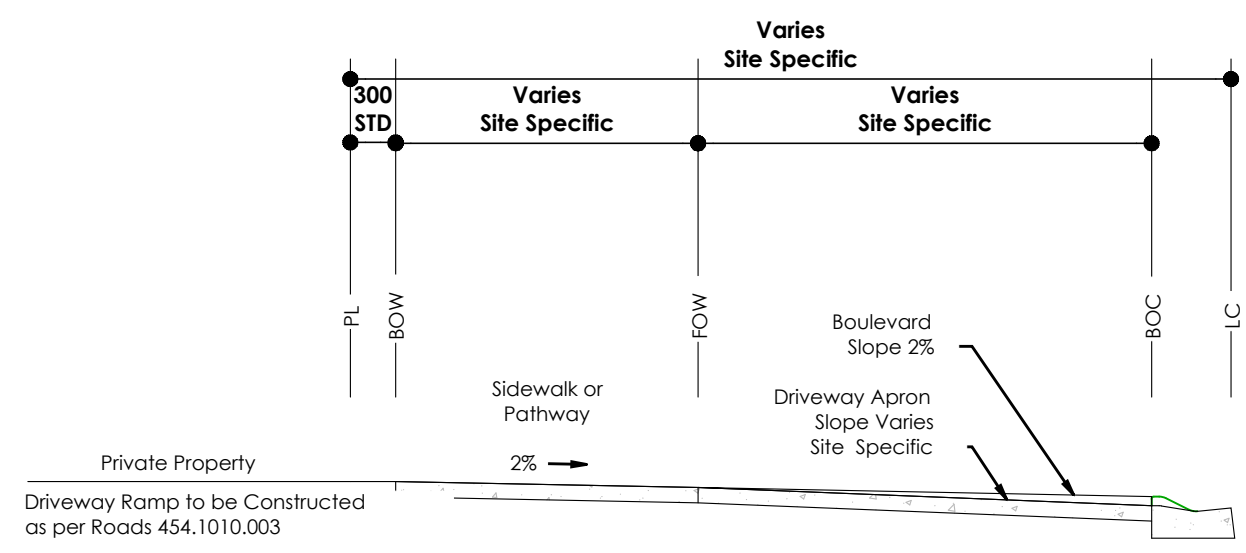 Varies
Site Specific
300
STD
Varies
Site Specific
Varies
Site Specific
PL
BOW
FOW
BOC
LC
Boulevard
Slope 2%
Sidewalk or
Pathway
Driveway Apron
Slope Varies
Site Specific
Private Property
2%
Driveway Ramp to be Constructed
as per Roads 454.1010.003